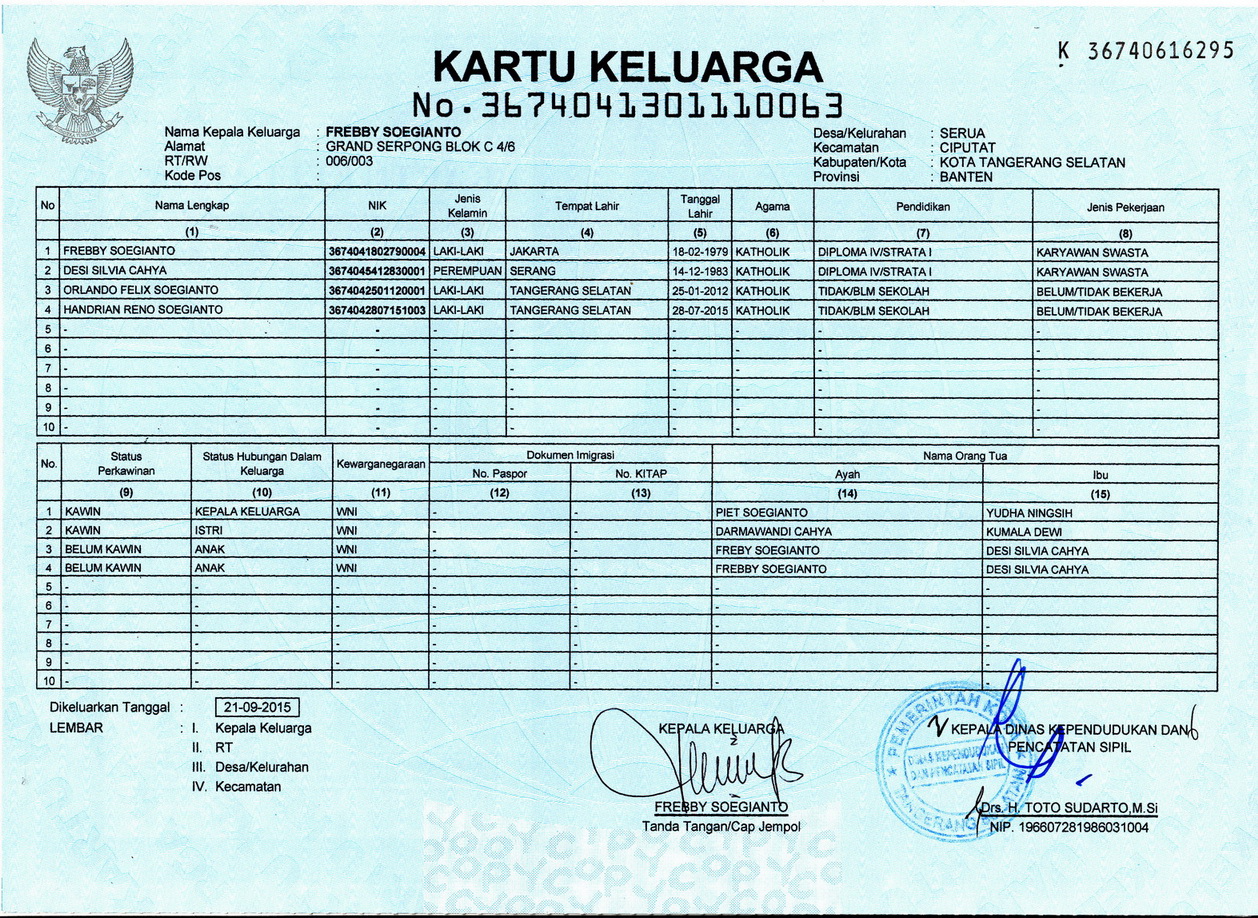 K 36740616295
KARTU KELUARGA
No.3674041301110063
Nama Kepala Keluarga : FREBBY SOEGIANTO
Alamat : GRAND SERPONG BLOK C 4/6
RT/RW : 006/003
Kode Pos :
Desa/Kelurahan : SERUA
Kecamatan : CIPUTAT
Kabupaten/Kota : KOTA TANGERANG SELATAN
Provinsi : BANTEN
No Nama Lengkap NIK Jenis Kelamin Tempat Lahir Tanggal Lahir Agama Pendidikan Jenis Pekerjaan
(1) (2) (3) (4) (5) (6) (7) (8)
1 FREBBY SOEGIANTO 3674041802790004 LAKI-LAKI JAKARTA 18-02-1979 KATHOLIK DIPLOMA IV/STRATA I KARYAWAN SWASTA
2 DESI SILVIA CAHYA 3674045412830001 PEREMPUAN SERANG 14-12-1983 KATHOLIK DIPLOMA IV/STRATA I KARYAWAN SWASTA
3 ORLANDO FELIX SOEGIANTO 3674042501120001 LAKI-LAKI TANGERANG SELATAN 25-01-2012 KATHOLIK TIDAK/BLM SEKOLAH BELUM/TIDAK BEKERJA
4 HANDRIAN RENO SOEGIANTO 3674042807151003 LAKI-LAKI TANGERANG SELATAN 28-07-2015 KATHOLIK TIDAK/BLM SEKOLAH BELUM/TIDAK BEKERJA
5 - - - - - - - -
6 - - - - - - - -
7 - - - - - - - -
8 - - - - - - - -
9 - - - - - - - -
10 - - - - - - - -
No. Status Perkawinan Status Hubungan Dalam Keluarga Kewarganegaraan Dokumen Imigrasi Nama Orang Tua
No. Paspor No. KITAP Ayah Ibu
(9) (10) (11) (12) (13) (14) (15)
1 KAWIN KEPALA KELUARGA WNI - - PIET SOEGIANTO YUDHA NINGSIH
2 KAWIN ISTRI WNI - - DARMAWANDI CAHYA KUMALA DEWI
3 BELUM KAWIN ANAK WNI - - FREBY SOEGIANTO DESI SILVIA CAHYA
4 BELUM KAWIN ANAK WNI - - FREBBY SOEGIANTO DESI SILVIA CAHYA
5 - - - - - - -
6 - - - - - - -
7 - - - - - - -
8 - - - - - - -
9 - - - - - - -
10 - - - - - - -
Dikeluarkan Tanggal : 21-09-2015
LEMBAR : I. Kepala Keluarga
II. RT
III. Desa/Kelurahan
IV. Kecamatan
KEPALA KELUARGA
FREBBY SOEGIANTO
Tanda Tangan/Cap Jempol
KEPALA DINAS KEPENDUDUKAN DAN
PENCATATAN SIPIL
PEMERINTAH KOTA
DINAS KEPENDUDUKAN
DAN PENCATATAN SIPIL
TANGERANG SELATAN
Drs. H. TOTO SUDARTO,M.Si
NIP. 196607281986031004
COPY